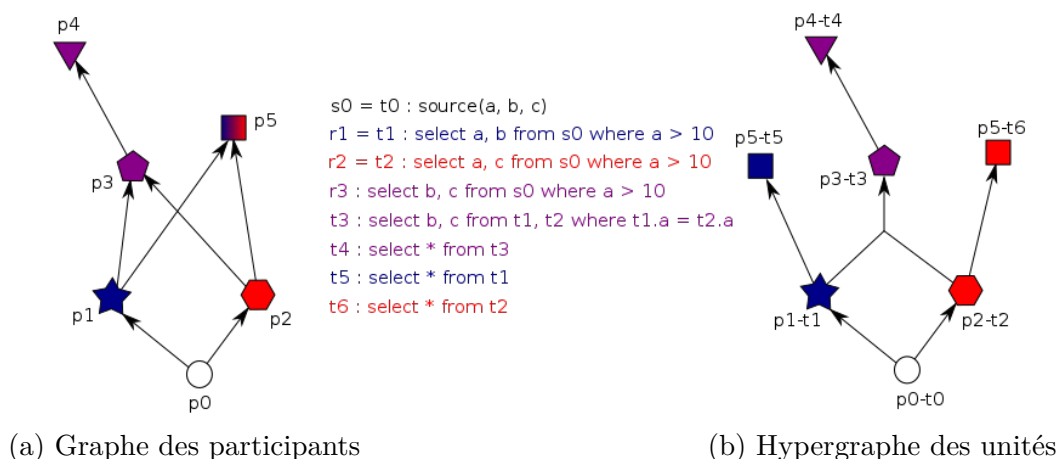 p4
p5
p3
p1
p2
p0
s0 = t0 : source(a, b, c)
r1 = t1 : select a, b from s0 where a > 10
r2 = t2 : select a, c from s0 where a > 10
r3 : select b, c from s0 where a > 10
t3 : select b, c from t1, t2 where t1.a = t2.a
t4 : select * from t3
t5 : select * from t1
t6 : select * from t2
p4-t4
p5-t5
p5-t6
p3-t3
p1-t1
p2-t2
p0-t0
(a) Graphe des participants
(b) Hypergraphe des unités